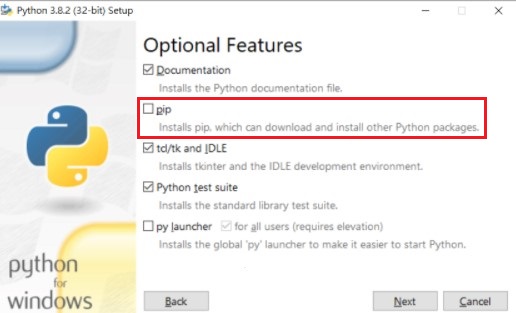 Python 3.8.2 (32-bit) Setup
Optional Features
Documentation
Installs the Python documentation file.
pip
Installs pip, which can download and install other Python packages.
tcl/tk and IDLE
Installs tkinter and the IDLE development environment.
Python test suite
Installs the standard library test suite.
py launcher for all users (requires elevation)
Installs the global 'py' launcher to make it easier to start Python.
python
for
windows
Back Next Cancel